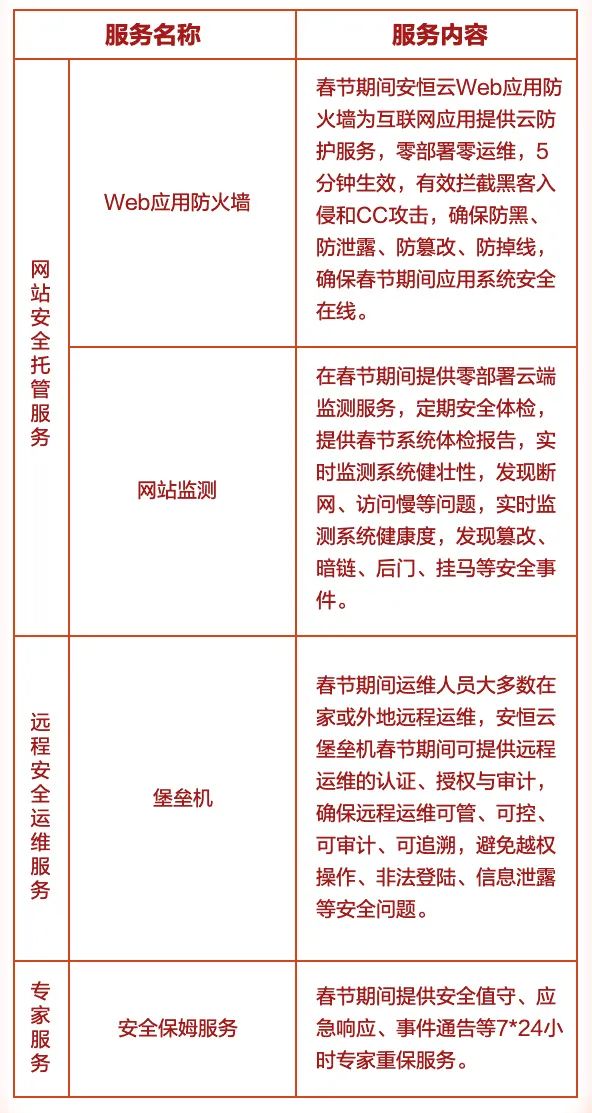 服务名称
服务内容
网站安全托管服务
Web应用防火墙
春节期间安恒云Web应用防
火墙为互联网应用提供云防
护服务，零部署零运维，5
分钟生效，有效拦截黑客入
侵和CC攻击，确保防黑、
防泄露、防篡改、防掉线，
确保春节期间应用系统安全
在线。
网站监测
在春节期间提供零部署云端
监测服务，定期安全体检，
提供春节系统体检报告，实
时监测系统健壮性，发现断
网、访问慢等问题，实时监
测系统健康度，发现篡改、
暗链、后门、挂马等安全事
件。
远程安全运维服务
堡垒机
春节期间运维人员大多数在
家或外地远程运维，安恒云
堡垒机春节期间可提供远程
运维的认证、授权与审计，
确保远程运维可管、可控、
可审计、可追溯，避免越权
操作、非法登陆、信息泄露
等安全问题。
专家服务
安全保姆服务
春节期间提供安全值守、应
急响应、事件通告等7*24小
时专家重保服务。